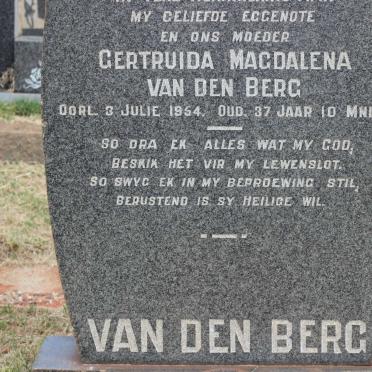 MY GELIEFDE EGGENOTE
EN ONS MOEDER
GERTRUIDA MAGDALENA
VAN DEN BERG
OORL. 3 JULIE 1954. OUD. 37 JAAR 10 MN
SO DRA EK ALLES WAT MY GOD,
BESKIK HET VIR MY LEWENSLOT.
SO SWYG EK IN MY BEPROEWING STIL,
BERUSTEND IS SY HEILIGE WIL.
VAN DEN BERG